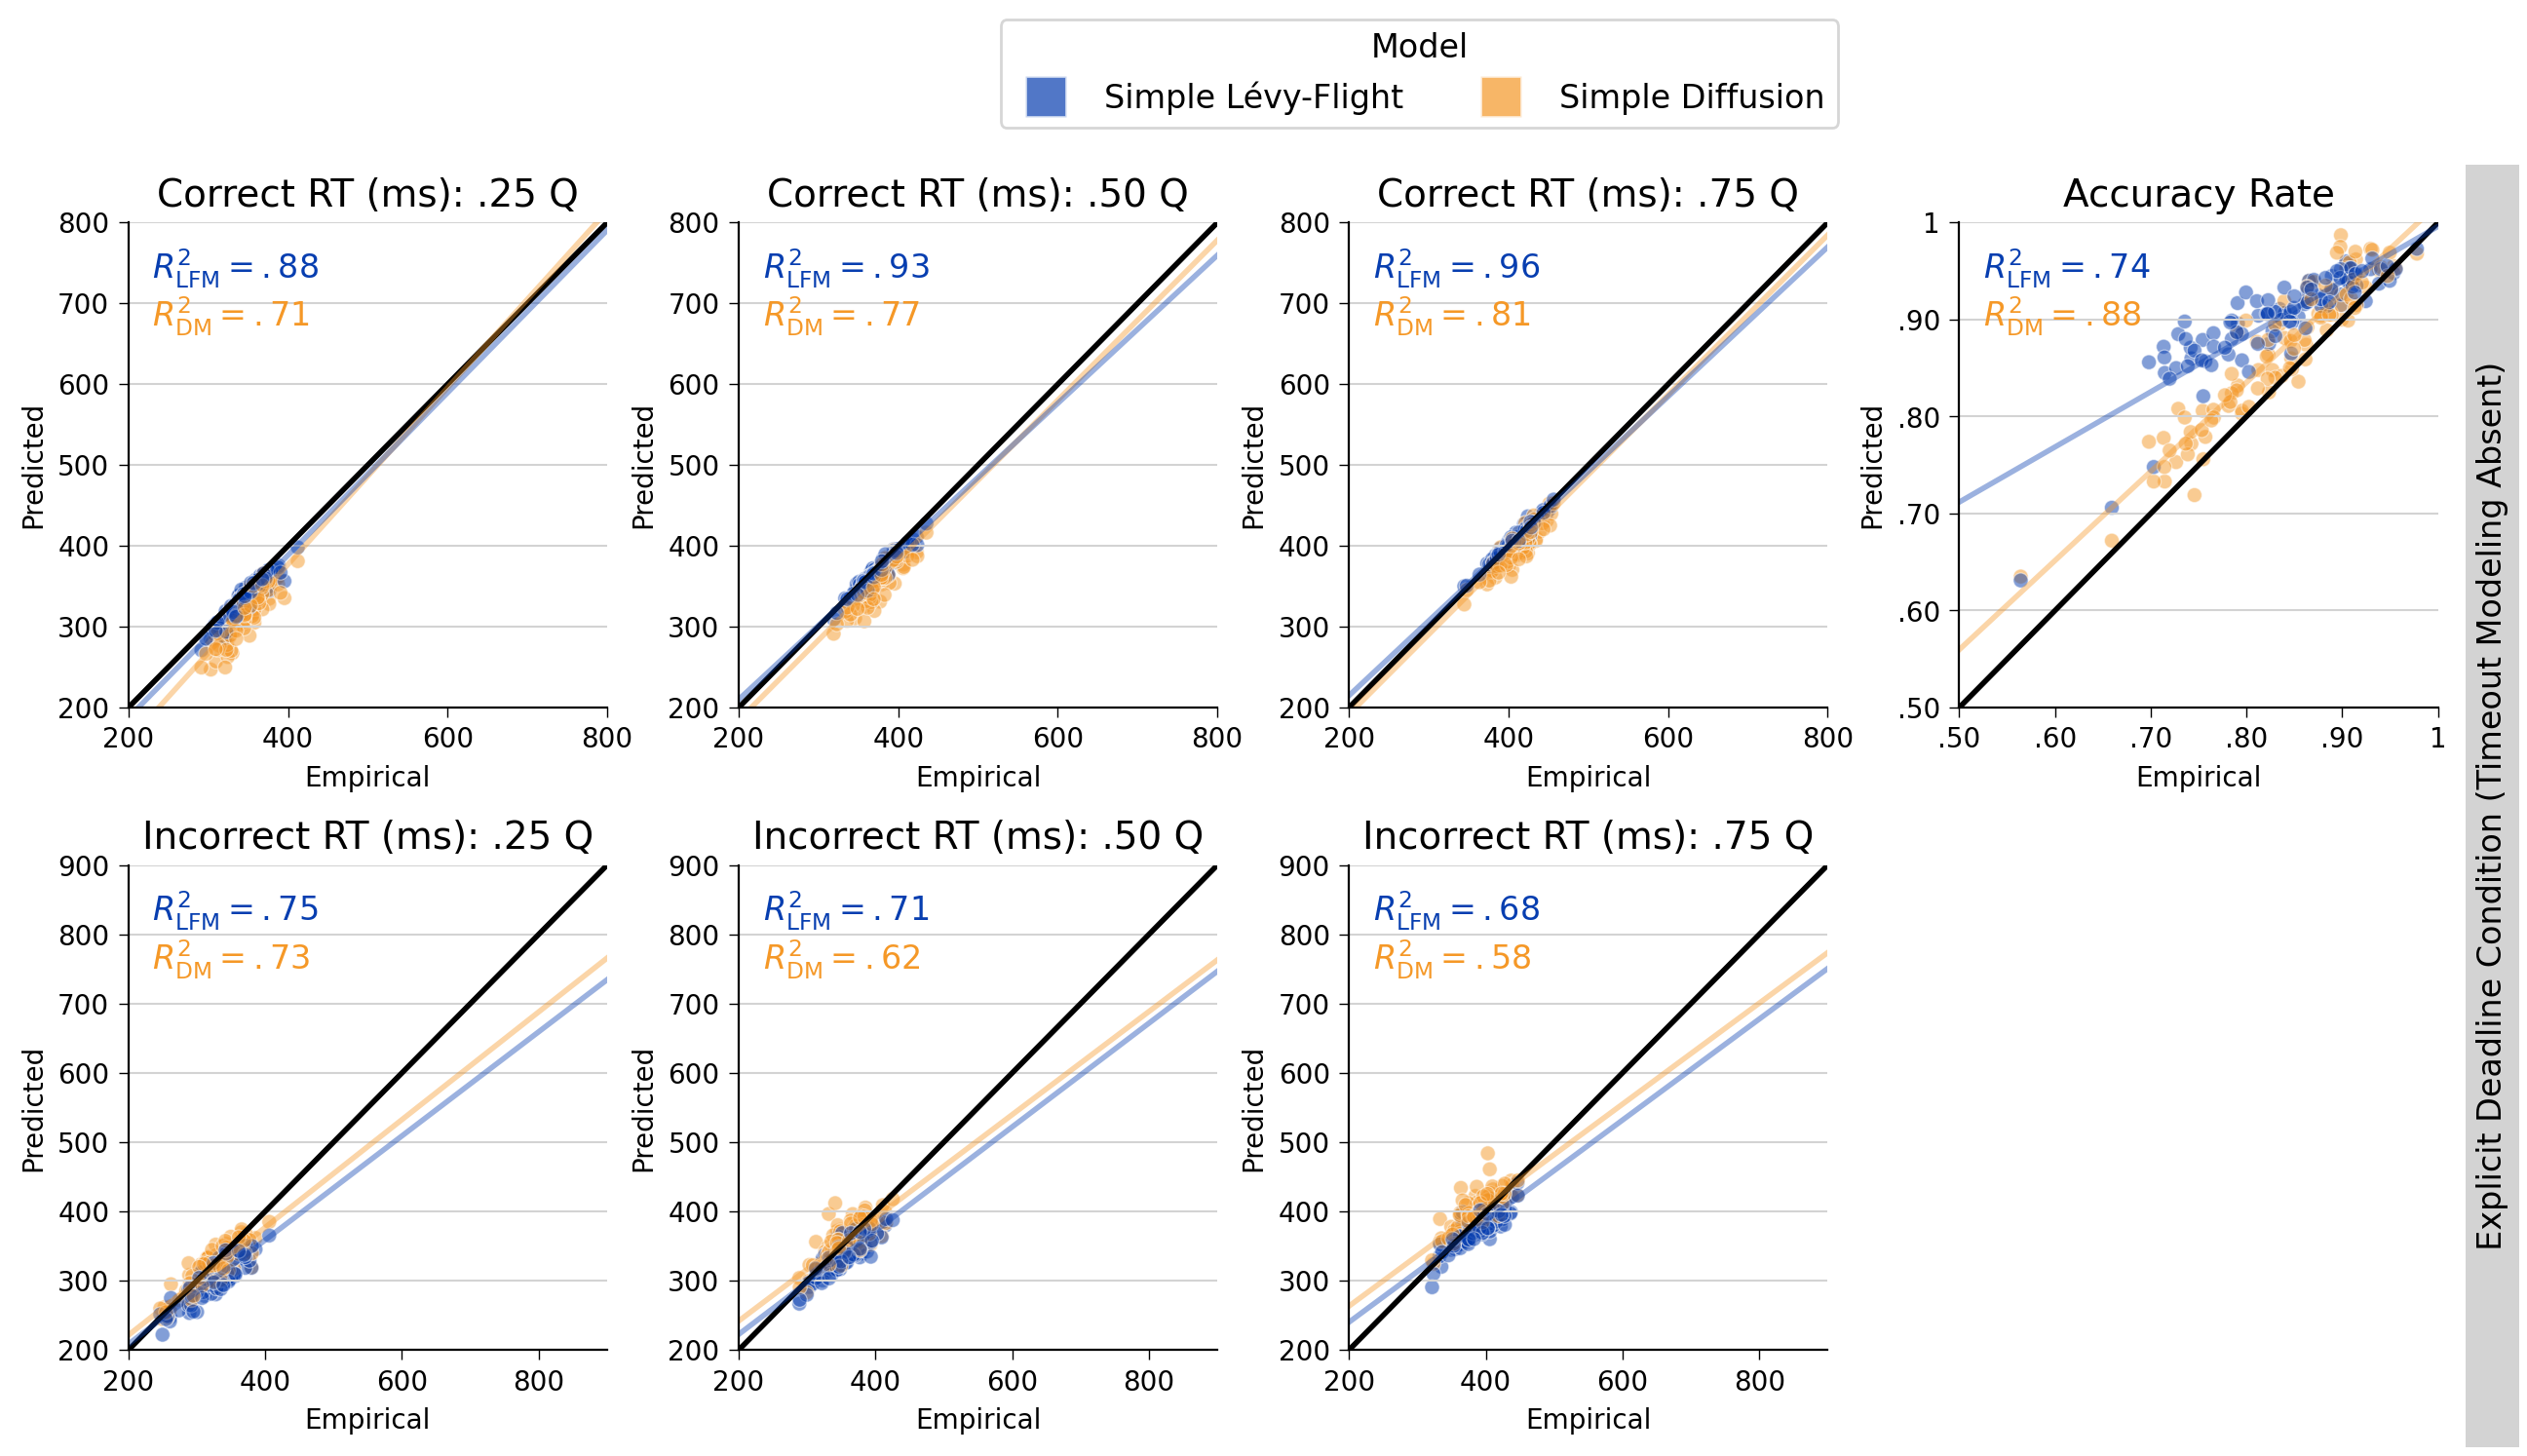 Model
Simple Lévy-Flight Simple Diffusion
Correct RT (ms): .25 Q
R²LFM = .88
R²DM = .71
800
700
600
500
400
300
200
200 400 600 800
Predicted
Empirical
Correct RT (ms): .50 Q
R²LFM = .93
R²DM = .77
800
700
600
500
400
300
200
200 400 600 800
Predicted
Empirical
Correct RT (ms): .75 Q
R²LFM = .96
R²DM = .81
800
700
600
500
400
300
200
200 400 600 800
Predicted
Empirical
Accuracy Rate
R²LFM = .74
R²DM = .88
1
.90
.80
.70
.60
.50
.50 .60 .70 .80 .90 1
Predicted
Empirical
Incorrect RT (ms): .25 Q
R²LFM = .75
R²DM = .73
900
800
700
600
500
400
300
200
200 400 600 800
Predicted
Empirical
Incorrect RT (ms): .50 Q
R²LFM = .71
R²DM = .62
900
800
700
600
500
400
300
200
200 400 600 800
Predicted
Empirical
Incorrect RT (ms): .75 Q
R²LFM = .68
R²DM = .58
900
800
700
600
500
400
300
200
200 400 600 800
Predicted
Empirical
Explicit Deadline Condition (Timeout Modeling Absent)